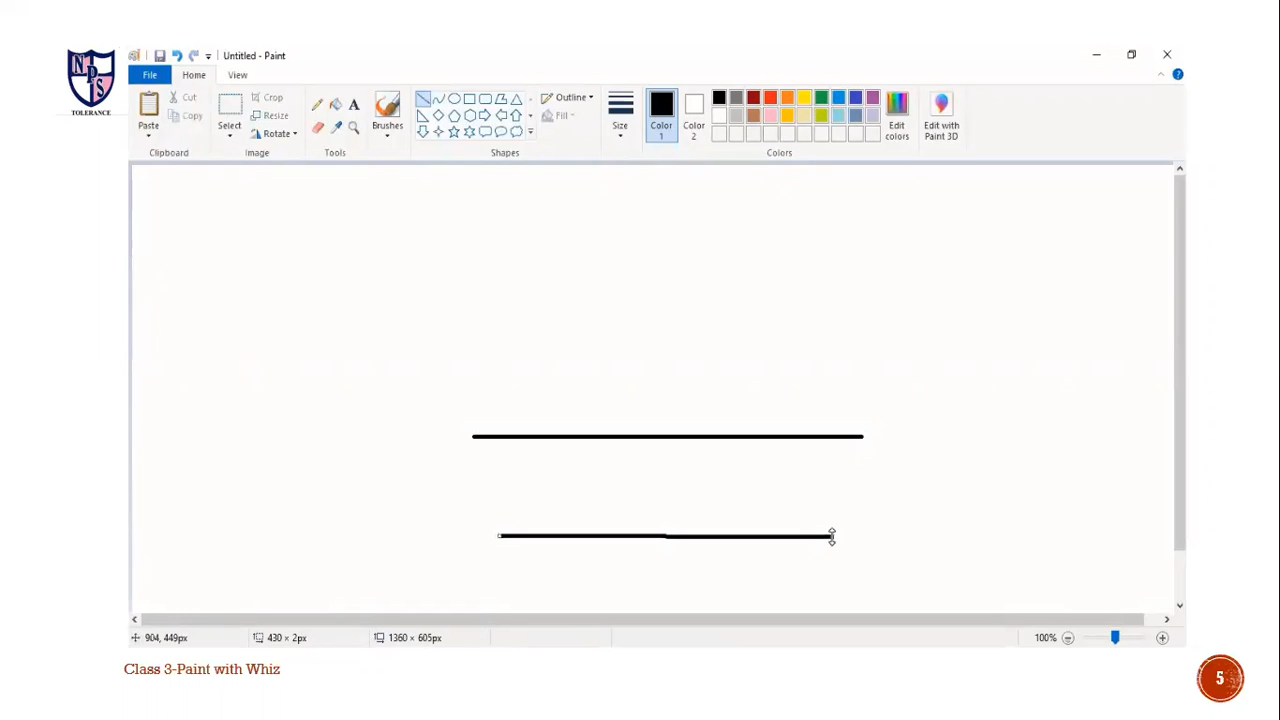 NPS
TOLERANCE
Untitled - Paint
File Home View
Paste
Cut
Copy
Clipboard
Select
Crop
Resize
Rotate
Image
A
Tools
Brushes
Shapes
Outline
Fill
Size
Color 1
Color 2
Colors
Edit colors
Edit with Paint 3D
904, 449px
430 × 2px
1360 × 605px
100%
Class 3-Paint with Whiz
5